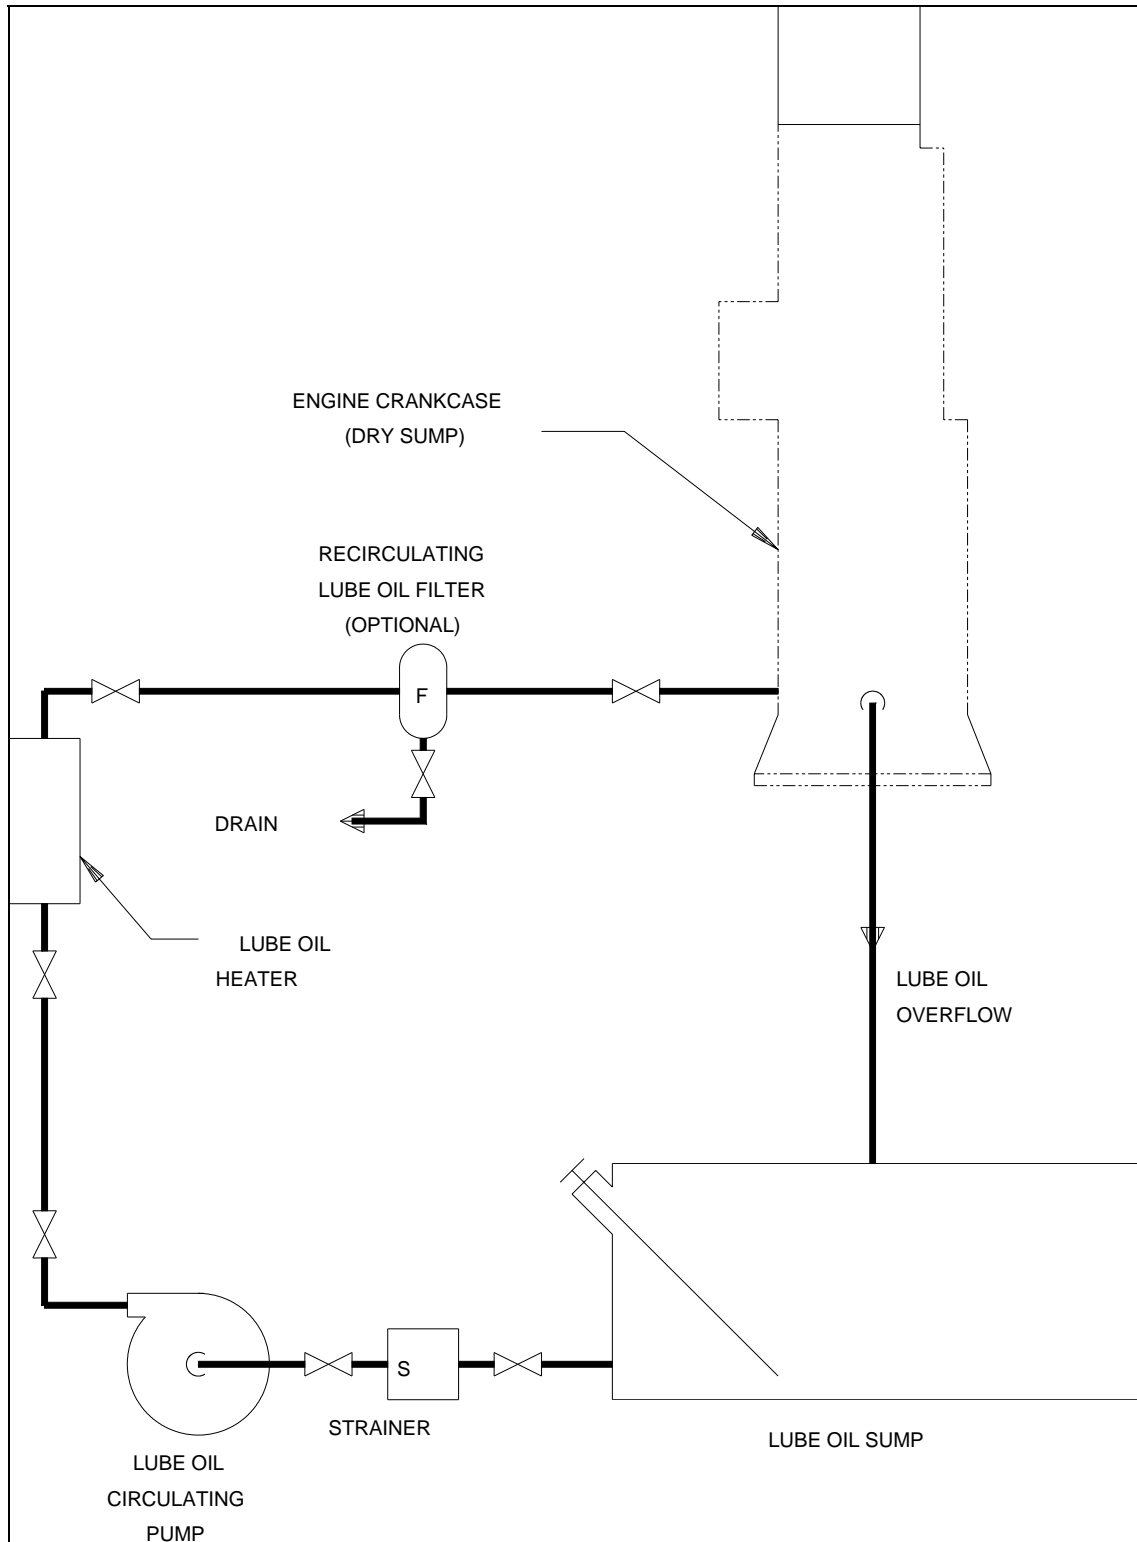 ENGINE CRANKCASE
(DRY SUMP)
RECIRCULATING
LUBE OIL FILTER
(OPTIONAL)
F
DRAIN
LUBE OIL
HEATER
LUBE OIL
OVERFLOW
S
STRAINER
LUBE OIL SUMP
LUBE OIL
CIRCULATING
PUMP